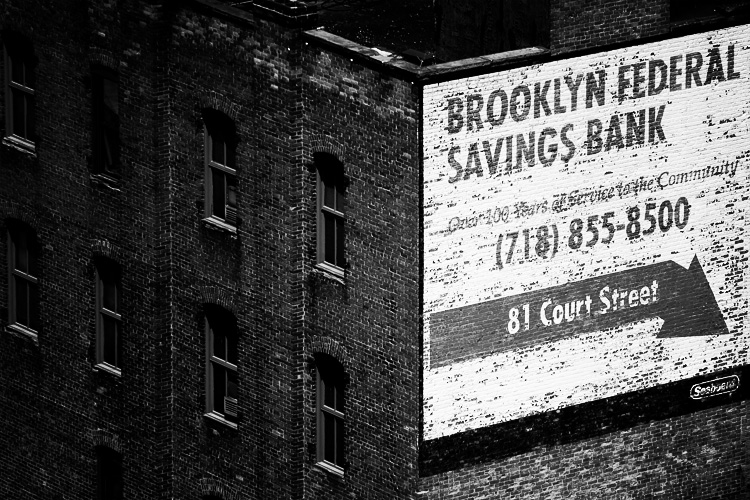 BROOKLYN FEDERAL
SAVINGS BANK
Over 100 Years of Service to the Community
(718) 855-8500
81 Court Street